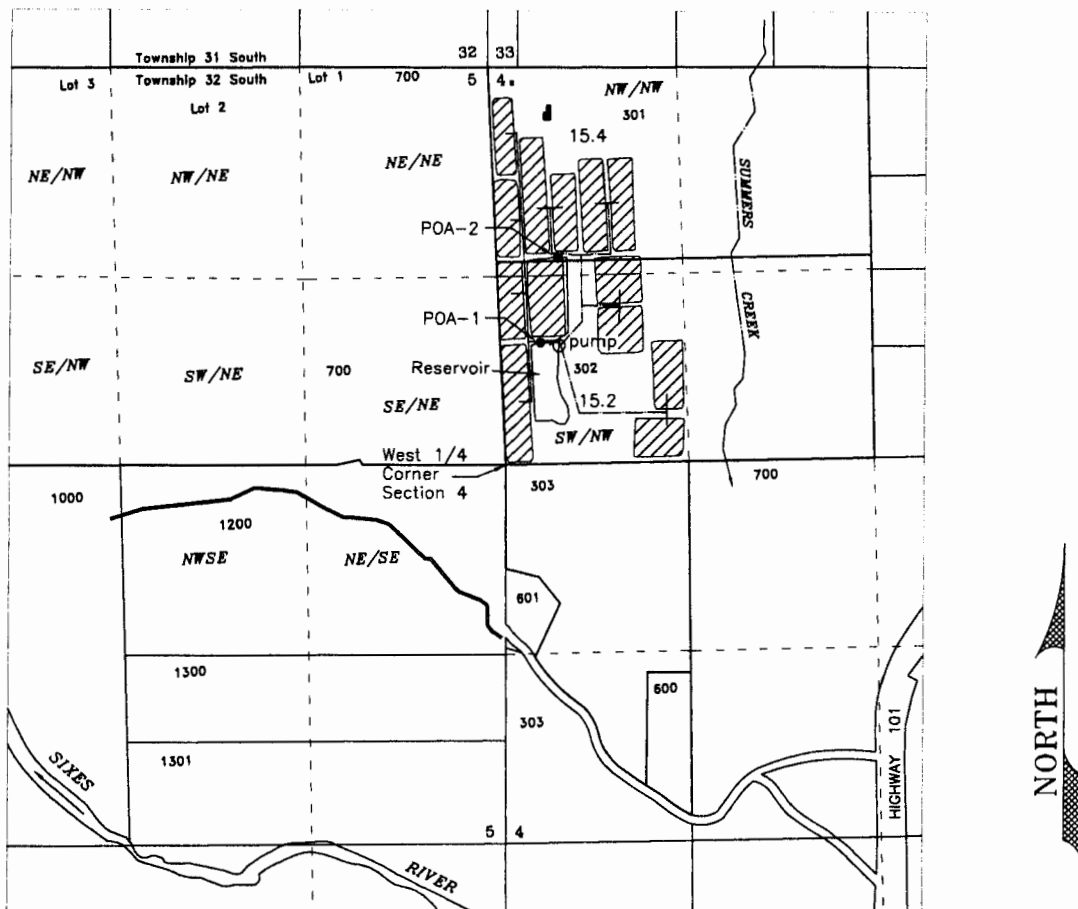 Township 31 South
32 33
Lot 3
Township 32 South
Lot 1
700
5 4
NW/NW
Lot 2
301
15.4
NE/NW
NW/NE
NE/NE
SUMMERS
POA-2
CREEK
POA-1
pump
SE/NW
SW/NE
700
Reservoir
302
SE/NE
15.2
SW/NW
West 1/4
Corner
Section 4
303
700
1000
1200
NWSE
NE/SE
601
1300
600
303
1301
SIXES
HIGHWAY 101
NORTH
5 4
RIVER